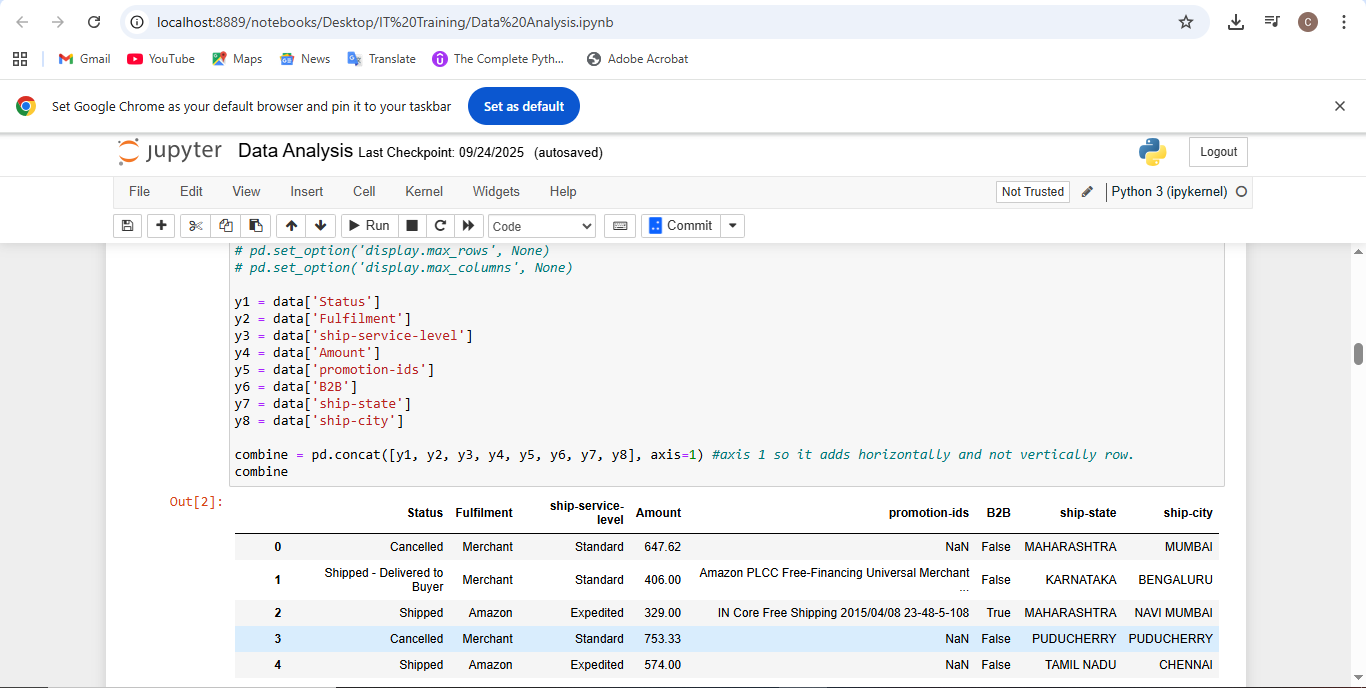 localhost:8889/notebooks/Desktop/IT%20Training/Data%20Analysis.ipynb
C
Gmail YouTube Maps News Translate The Complete Pyth... Adobe Acrobat
Set Google Chrome as your default browser and pin it to your taskbar Set as default
jupyter Data Analysis Last Checkpoint: 09/24/2025 (autosaved) Logout
File Edit View Insert Cell Kernel Widgets Help Not Trusted Python 3 (ipykernel)
Run Code Commit
# pd.set_option('display.max_rows', None)
# pd.set_option('display.max_columns', None)
y1 = data['Status']
y2 = data['Fulfilment']
y3 = data['ship-service-level']
y4 = data['Amount']
y5 = data['promotion-ids']
y6 = data['B2B']
y7 = data['ship-state']
y8 = data['ship-city']
combine = pd.concat([y1, y2, y3, y4, y5, y6, y7, y8], axis=1) #axis 1 so it adds horizontally and not vertically row.
combine
Out[2]:
Status Fulfilment ship-service-level Amount promotion-ids B2B ship-state ship-city
0 Cancelled Merchant Standard 647.62 NaN False MAHARASHTRA MUMBAI
1 Shipped - Delivered to Buyer Merchant Standard 406.00 Amazon PLCC Free-Financing Universal Merchant ... False KARNATAKA BENGALURU
2 Shipped Amazon Expedited 329.00 IN Core Free Shipping 2015/04/08 23-48-5-108 True MAHARASHTRA NAVI MUMBAI
3 Cancelled Merchant Standard 753.33 NaN False PUDUCHERRY PUDUCHERRY
4 Shipped Amazon Expedited 574.00 NaN False TAMIL NADU CHENNAI